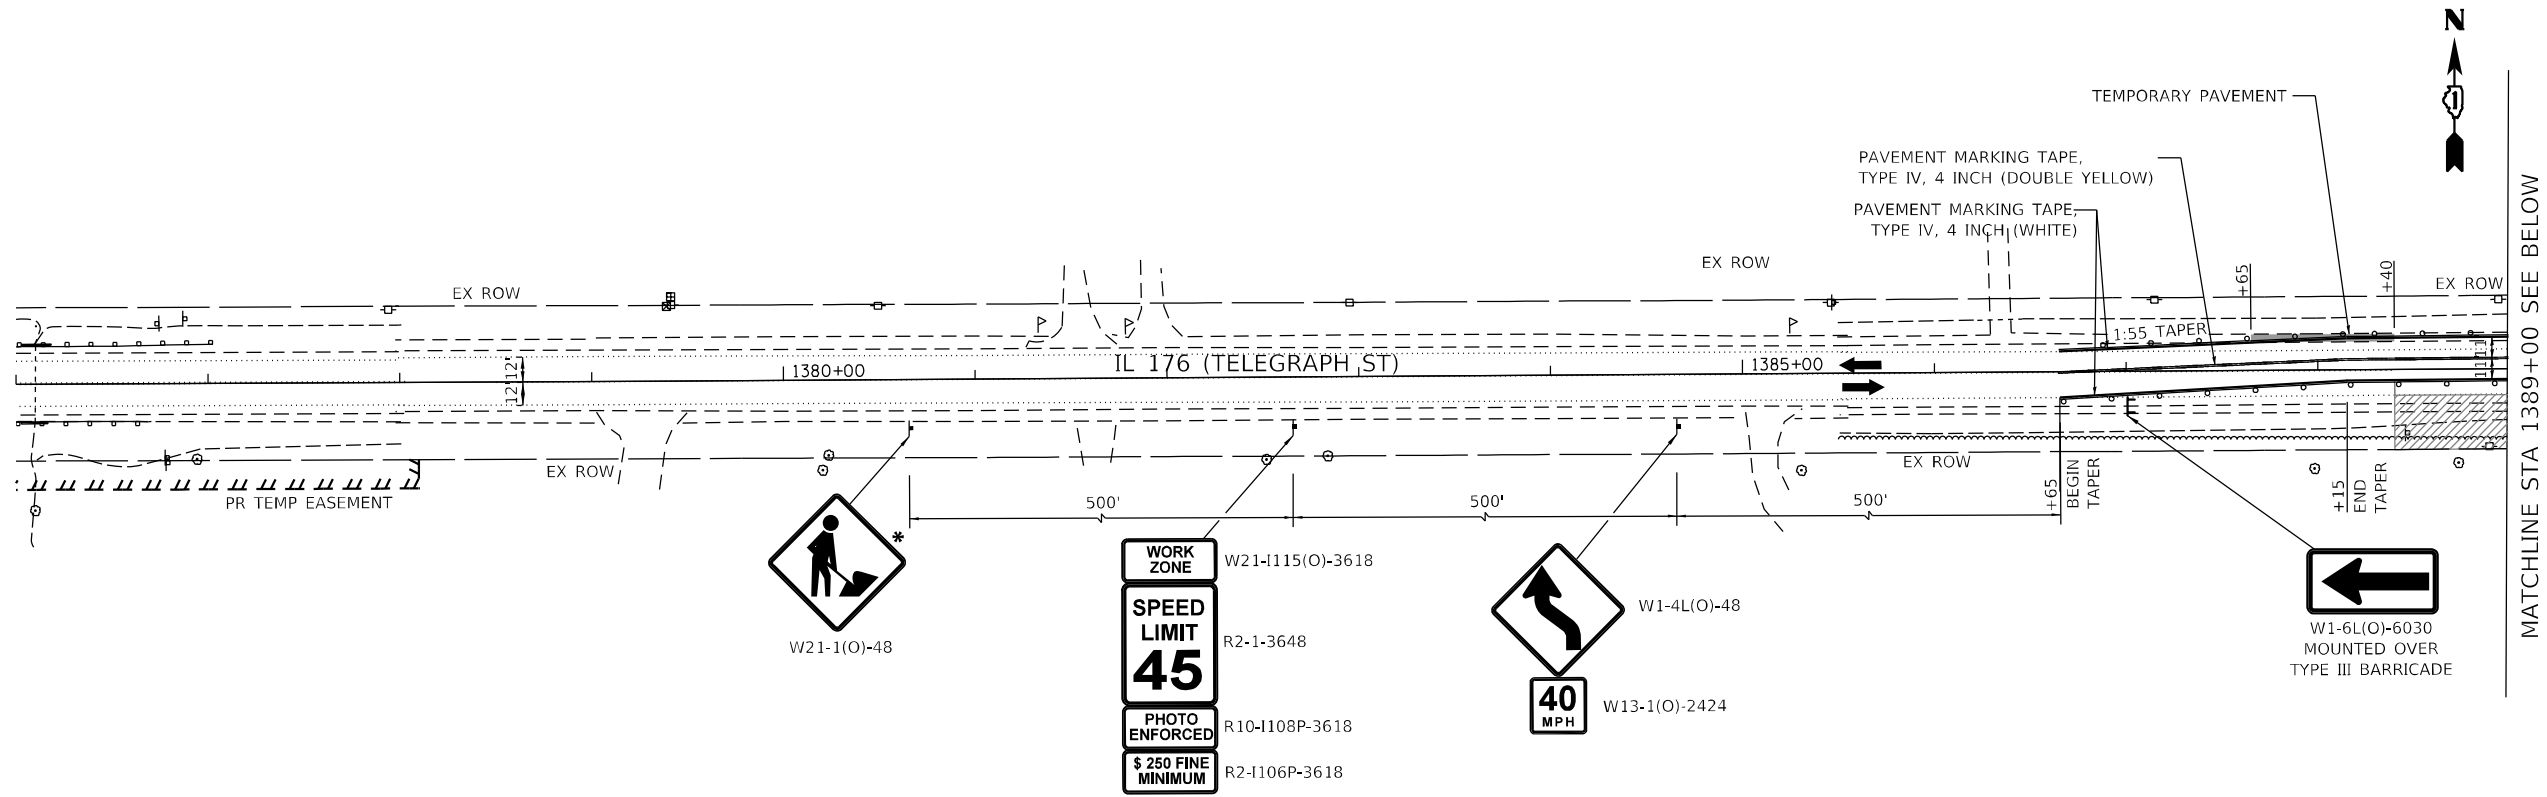 N
1
TEMPORARY PAVEMENT
PAVEMENT MARKING TAPE,
TYPE IV, 4 INCH (DOUBLE YELLOW)
PAVEMENT MARKING TAPE,
TYPE IV, 4 INCH (WHITE)
EX ROW
EX ROW
+65
+40
EX ROW
1:55 TAPER
12'
12'
1380+00
IL 176 (TELEGRAPH ST)
1385+00
11'
11'
EX ROW
EX ROW
PR TEMP EASEMENT
500'
500'
500'
+65
BEGIN
TAPER
+15
END
TAPER
MATCHLINE STA 1389+00 SEE BELOW
*
W21-1(O)-48
WORK
ZONE
W21-I115(O)-3618
SPEED
LIMIT
45
R2-1-3648
PHOTO
ENFORCED
R10-I108P-3618
$ 250 FINE
MINIMUM
R2-I106P-3618
W1-4L(O)-48
40
MPH
W13-1(O)-2424
W1-6L(O)-6030
MOUNTED OVER
TYPE III BARRICADE